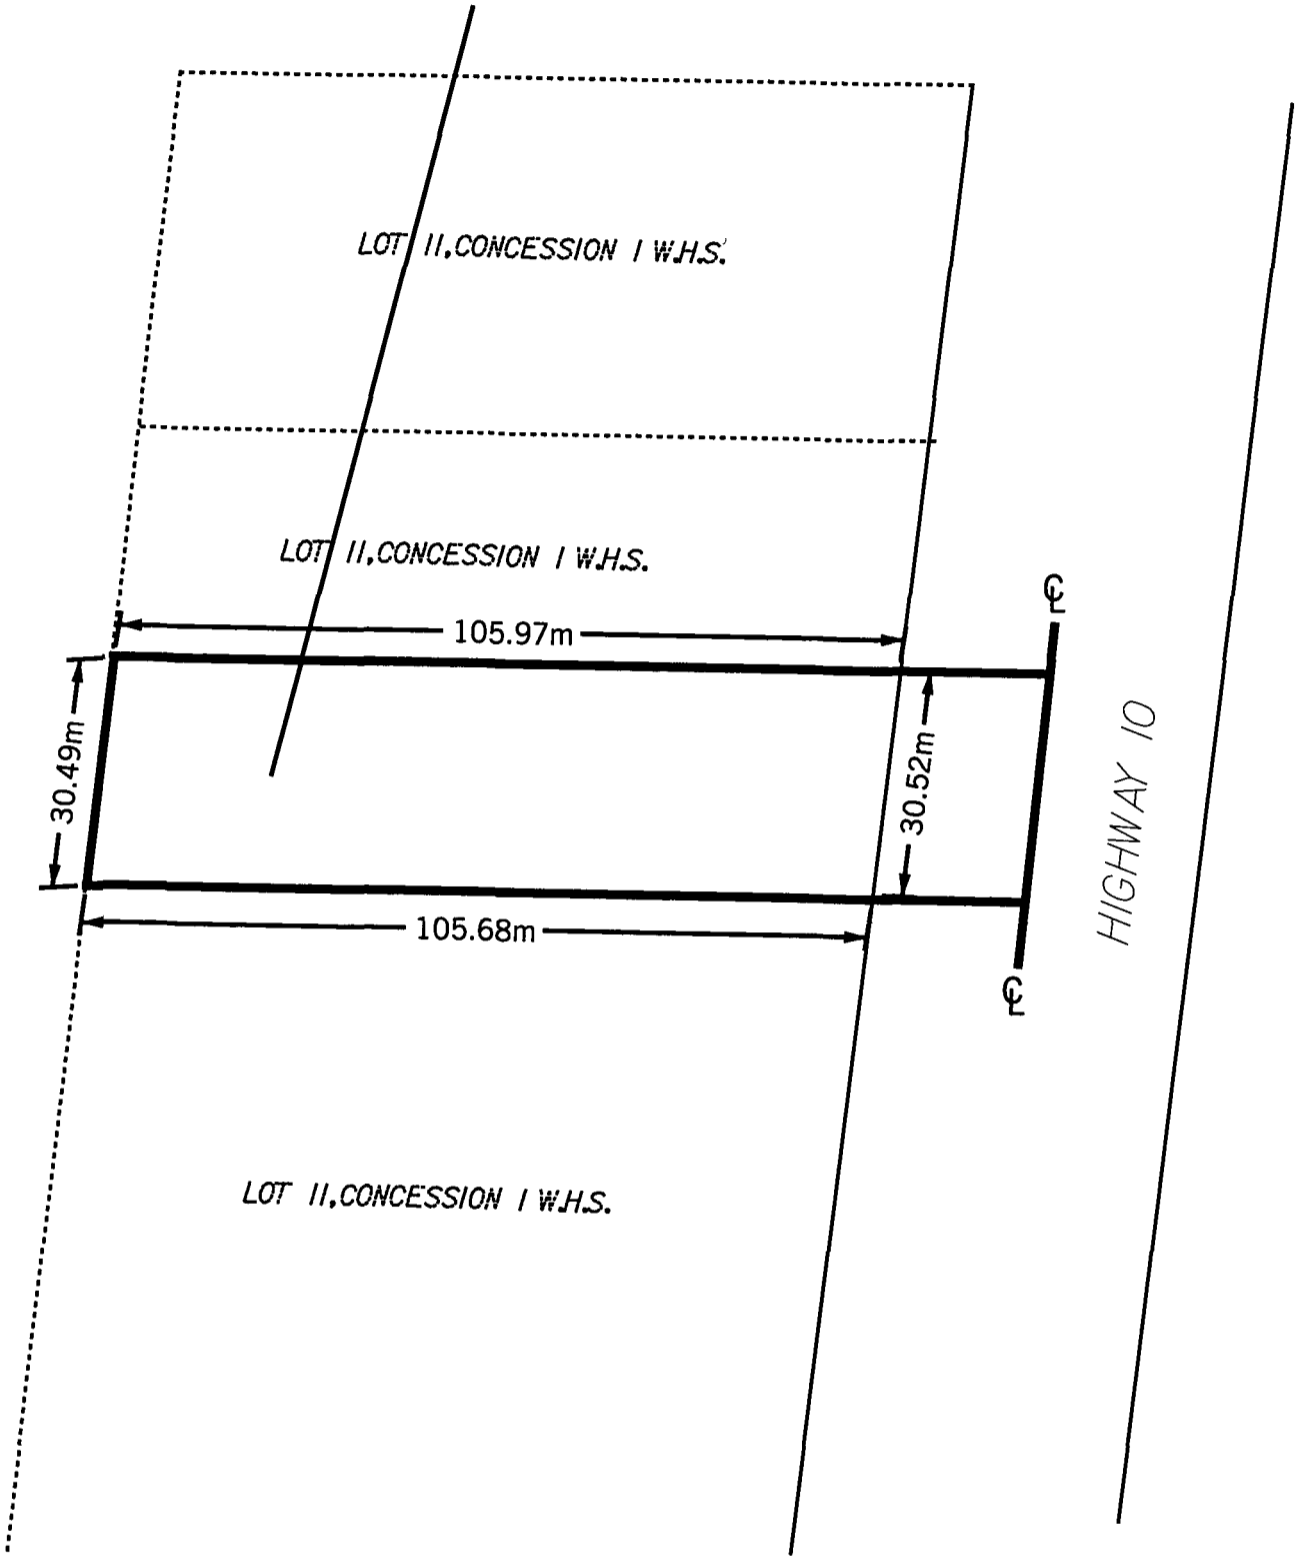 LOT 11, CONCESSION 1 W.H.S.
LOT 11, CONCESSION 1 W.H.S.
℄
105.97m
30.49m
30.52m
HIGHWAY 10
105.68m
℄
LOT 11, CONCESSION 1 W.H.S.